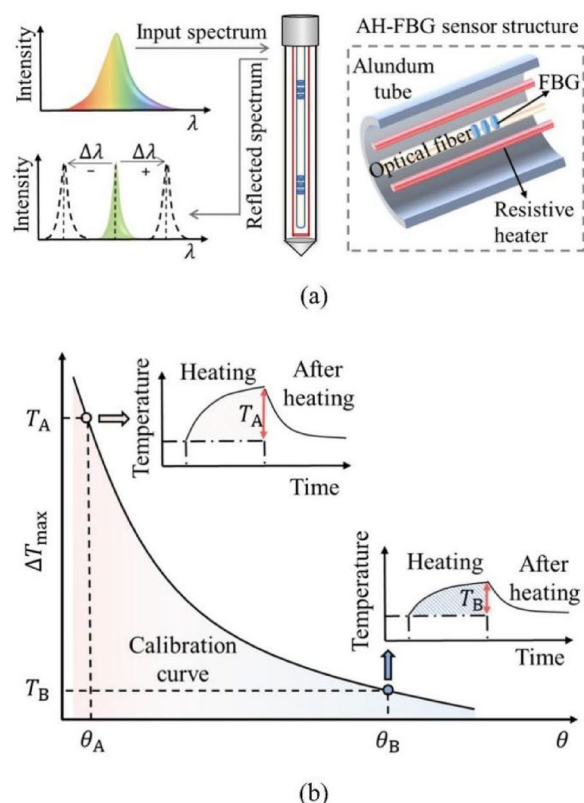 Input spectrum
Intensity
λ
Δλ
Δλ
−
+
Intensity
λ
Reflected spectrum
AH-FBG sensor structure
Alundum
tube
FBG
Optical fiber
Resistive
heater
(a)
Heating
After
heating
Temperature
T_A
Time
T_A
ΔT_max
Heating
After
heating
Temperature
T_B
Time
Calibration
curve
T_B
θ_A
θ_B
θ
(b)